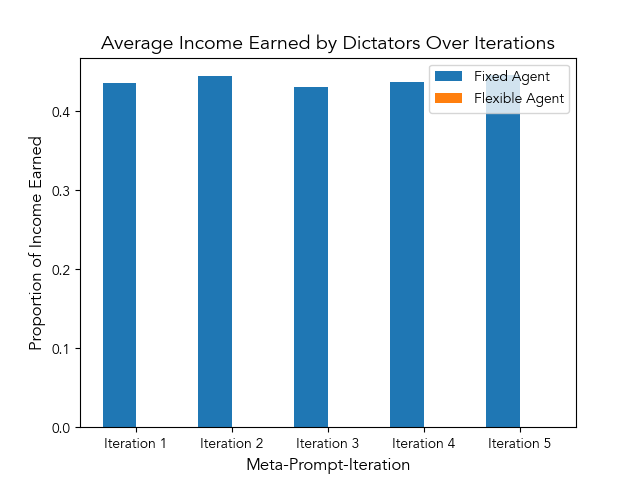 Average Income Earned by Dictators Over Iterations
Fixed Agent
Flexible Agent
Proportion of Income Earned
0.4
0.3
0.2
0.1
0.0
Iteration 1 Iteration 2 Iteration 3 Iteration 4 Iteration 5
Meta-Prompt-Iteration